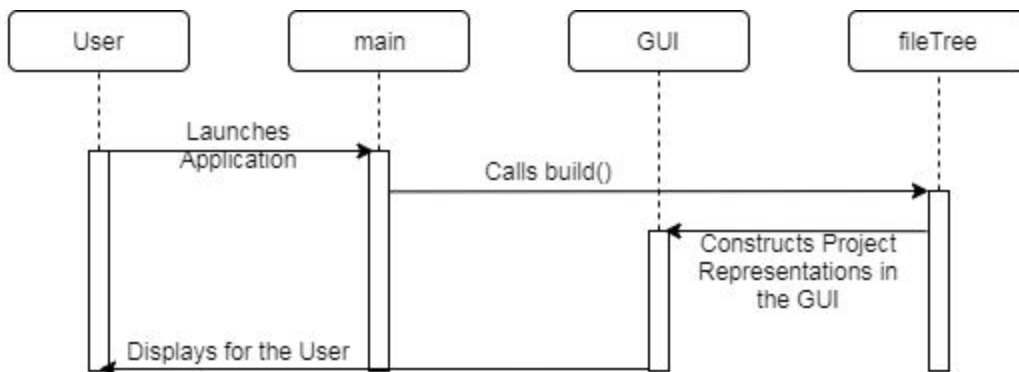 User
main
GUI
fileTree
Launches
Application
Calls build()
Constructs Project
Representations in
the GUI
Displays for the User